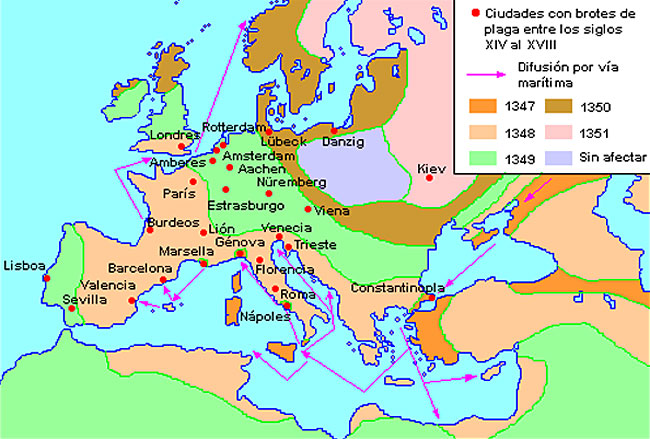 Ciudades con brotes de
plaga entre los siglos
XIV al XVIII
Difusión por vía
marítima
1347
1350
1348
1351
1349
Sin afectar
Londres
Rotterdam
Lübeck
Danzig
Amberes
Amsterdam
Aachen
Kiev
París
Nüremberg
Estrasburgo
Viena
Burdeos
Lión
Venecia
Génova
Trieste
Marsella
Lisboa
Barcelona
Florencia
Valencia
Constantinopla
Sevilla
Roma
Nápoles